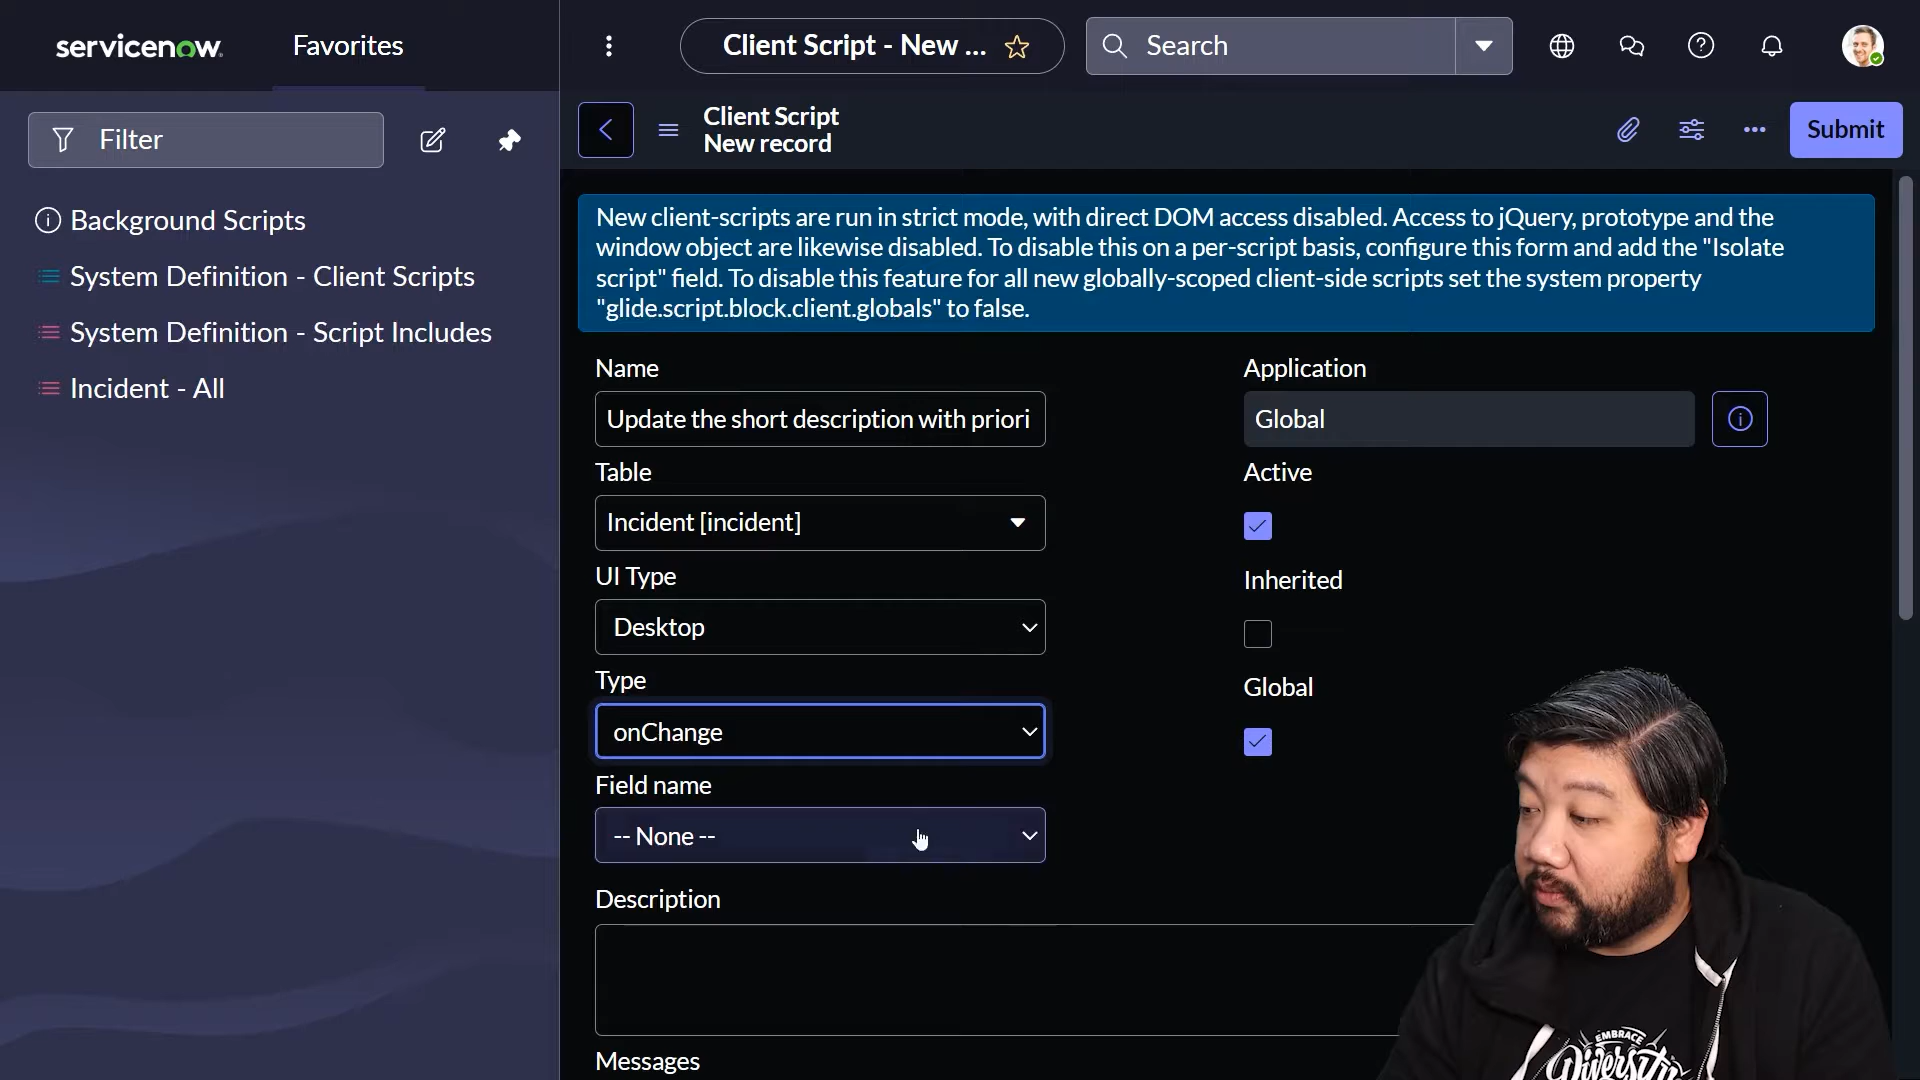 servicenow
Favorites
Client Script - New ...
Search
Filter
Client Script
New record
Submit
Background Scripts
System Definition - Client Scripts
System Definition - Script Includes
Incident - All
New client-scripts are run in strict mode, with direct DOM access disabled. Access to jQuery, prototype and the
window object are likewise disabled. To disable this on a per-script basis, configure this form and add the "Isolate
script" field. To disable this feature for all new globally-scoped client-side scripts set the system property
"glide.script.block.client.globals" to false.
Name
Update the short description with priori
Application
Global
Table
Incident [incident]
Active
UI Type
Desktop
Inherited
Type
onChange
Global
Field name
-- None --
Description
Messages
EMBRACE
Diversity